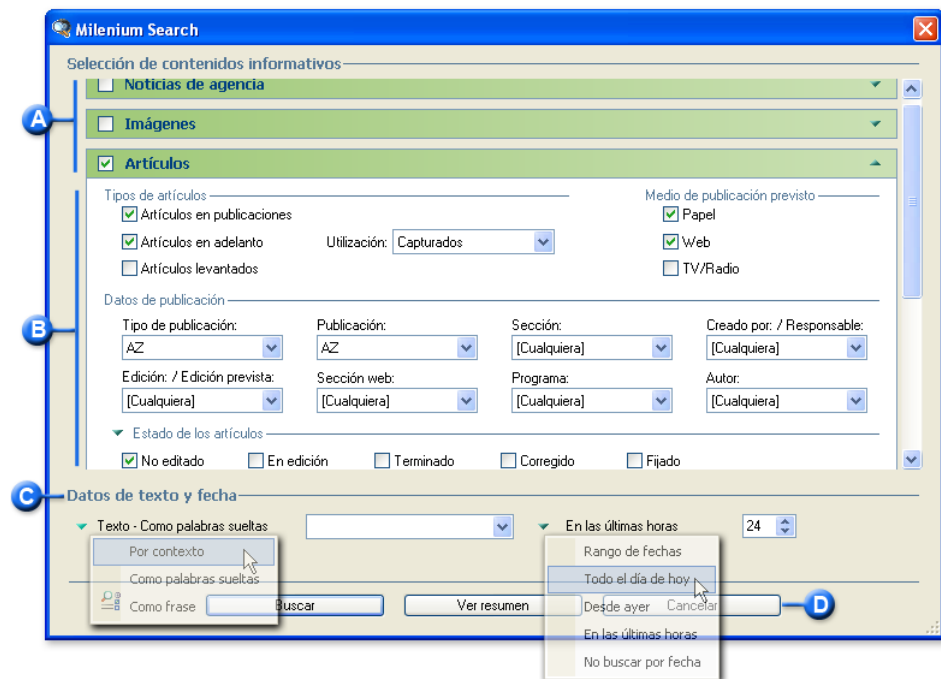 Milenium Search
Selección de contenidos informativos
Noticias de agencia
A
Imágenes
Artículos
Tipos de artículos
Medio de publicación previsto
Artículos en publicaciones
Papel
Artículos en adelanto
Utilización: Capturados
Web
Artículos levantados
TV/Radio
Datos de publicación
B
Tipo de publicación: Publicación: Sección: Creado por: / Responsable:
AZ AZ [Cualquiera] [Cualquiera]
Edición: / Edición prevista: Sección web: Programa: Autor:
[Cualquiera] [Cualquiera] [Cualquiera] [Cualquiera]
Estado de los artículos
No editado En edición Terminado Corregido Fijado
C
Datos de texto y fecha
Texto - Como palabras sueltas En las últimas horas 24
Por contexto
Como palabras sueltas
Como frase
Rango de fechas
Todo el día de hoy
Desde ayer
En las últimas horas
No buscar por fecha
Buscar Ver resumen Cancelar
D